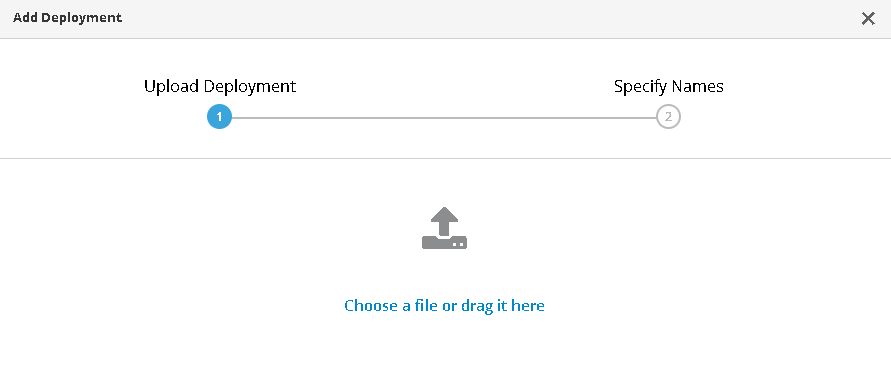 Add Deployment
Upload Deployment
Specify Names
1
2
Choose a file or drag it here